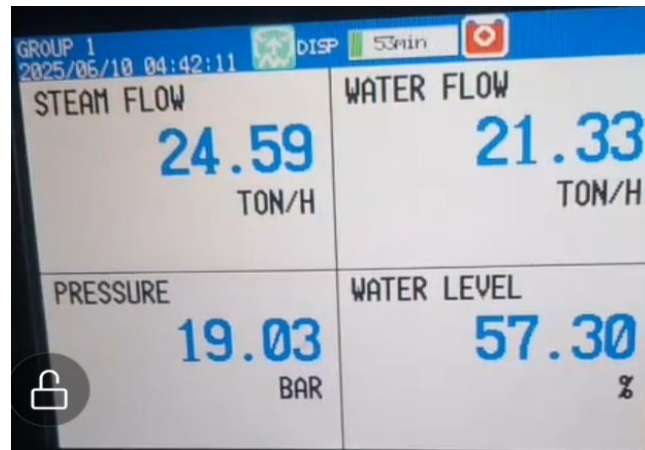 GROUP 1
2025/06/10 04:42:11
DISP
53min
STEAM FLOW
24.59
TON/H
WATER FLOW
21.33
TON/H
PRESSURE
19.03
BAR
WATER LEVEL
57.30
%